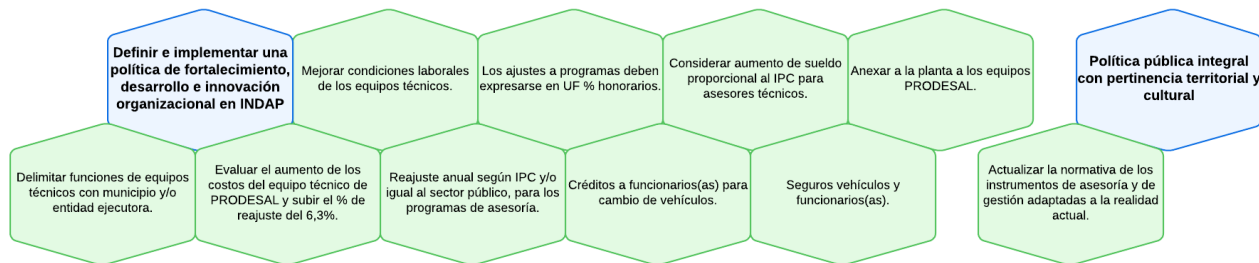 Definir e implementar una
política de fortalecimiento,
desarrollo e innovación
organizacional en INDAP
Mejorar condiciones laborales
de los equipos técnicos.
Los ajustes a programas deben
expresarse en UF % honorarios.
Considerar aumento de sueldo
proporcional al IPC para
asesores técnicos.
Anexar a la planta a los equipos
PRODESAL.
Política pública integral
con pertinencia territorial y
cultural
Delimitar funciones de equipos
técnicos con municipio y/o
entidad ejecutora.
Evaluar el aumento de los
costos del equipo técnico de
PRODESAL y subir el % de
reajuste del 6,3%.
Reajuste anual según IPC y/o
igual al sector público, para los
programas de asesoría.
Créditos a funcionarios(as) para
cambio de vehículos.
Seguros vehículos y
funcionarios(as).
Actualizar la normativa de los
instrumentos de asesoría y de
gestión adaptadas a la realidad
actual.